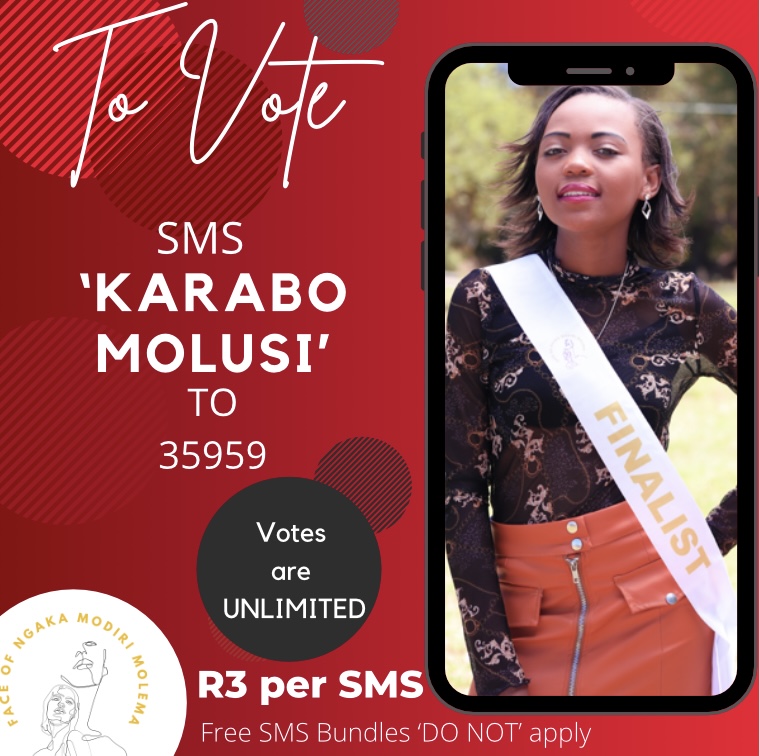 To Vote
SMS
‘KARABO
MOLUSI’
TO
35959
Votes
are
UNLIMITED
FINALIST
FACE OF NGAKA MODIRI MOLEMA
R3 per SMS
Free SMS Bundles ‘DO NOT’ apply